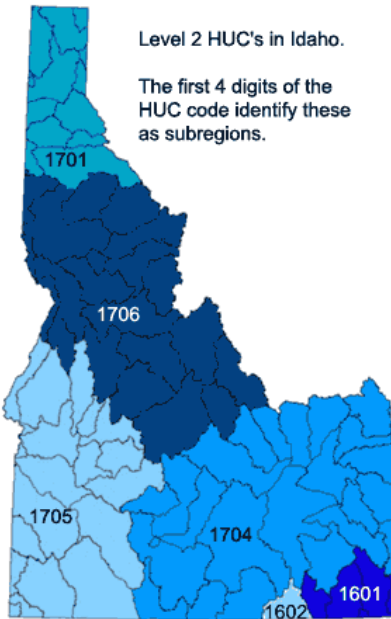 Level 2 HUC's in Idaho.
The first 4 digits of the
HUC code identify these
as subregions.
1701
1706
1705
1704
1601
1602